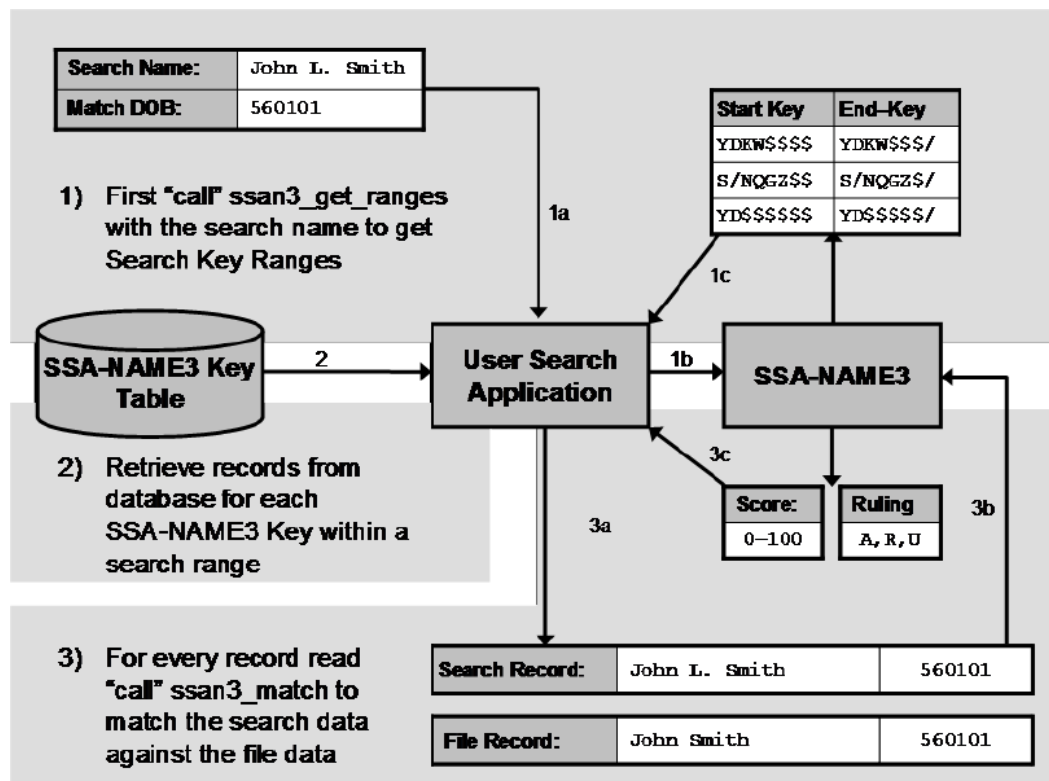 Search Name: John L. Smith
Match DOB: 560101
Start Key End–Key
YDKW$$$$ YDKW$$$/
S/NQGZ$$ S/NQGZ$/
YD$$$$$$ YD$$$$$/
1) First “call” ssan3_get_ranges
with the search name to get
Search Key Ranges
1a
1c
SSA-NAME3 Key
Table
2
User Search
Application
1b
SSA-NAME3
2) Retrieve records from
database for each
SSA-NAME3 Key within a
search range
3a
3c
Score: Ruling
0–100 A,R,U
3b
3) For every record read
“call” ssan3_match to
match the search data
against the file data
Search Record: John L. Smith 560101
File Record: John Smith 560101